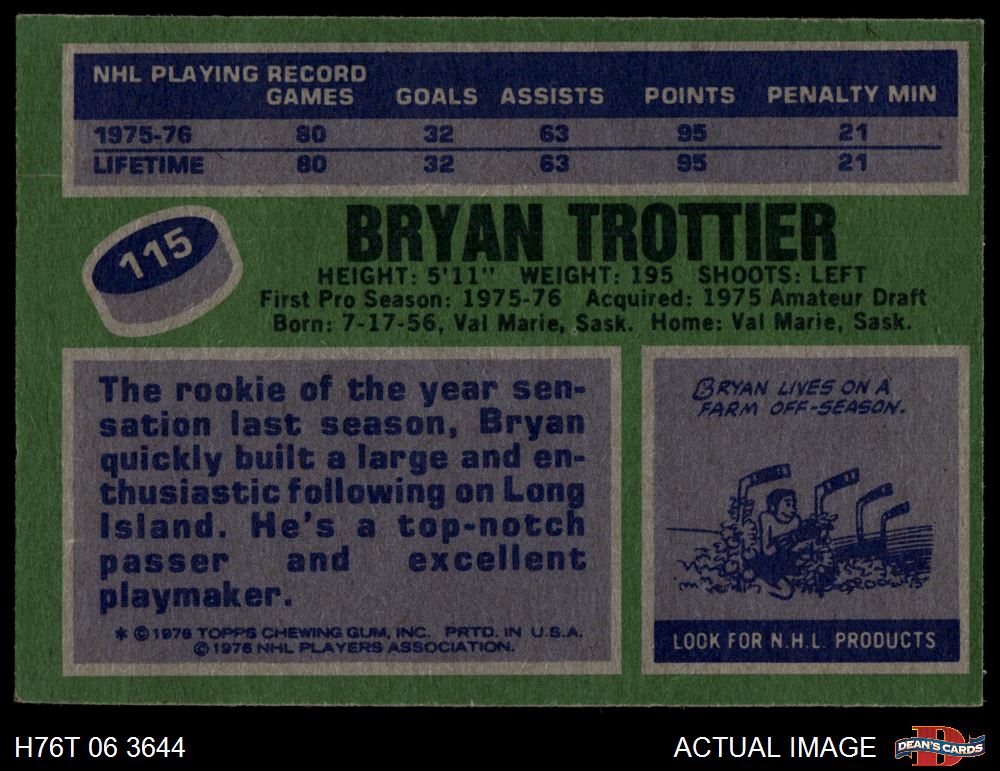 NHL PLAYING RECORD
GAMES GOALS ASSISTS POINTS PENALTY MIN
1975-76 80 32 63 95 21
LIFETIME 80 32 63 95 21
115
BRYAN TROTTIER
HEIGHT: 5'11" WEIGHT: 195 SHOOTS: LEFT
First Pro Season: 1975-76 Acquired: 1975 Amateur Draft
Born: 7-17-56, Val Marie, Sask. Home: Val Marie, Sask.
The rookie of the year sen-
sation last season, Bryan
quickly built a large and en-
thusiastic following on Long
Island. He's a top-notch
passer and excellent
playmaker.
* © 1976 TOPPS CHEWING GUM, INC. PRTD. IN U.S.A.
© 1976 NHL PLAYERS ASSOCIATION.
BRYAN LIVES ON A
FARM OFF-SEASON.
LOOK FOR N.H.L. PRODUCTS
H76T 06 3644
ACTUAL IMAGE
D
DEAN'S CARDS